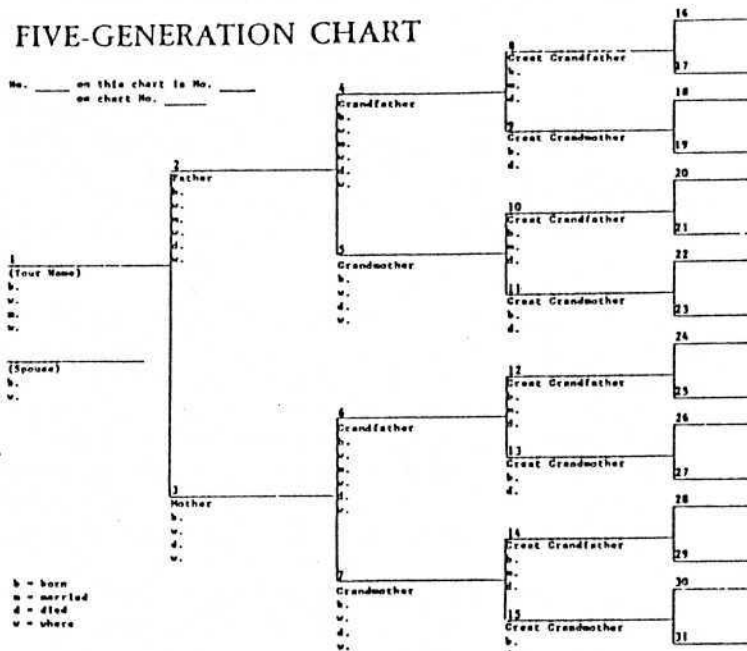 FIVE-GENERATION CHART
No. _____ on this chart is No. _____
on chart No. _____
1
(Your Name)
b.
w.
m.
w.
(Spouse)
b.
w.
b = born
m = married
d = died
w = where
2
Father
b.
w.
m.
w.
d.
w.
3
Mother
b.
w.
d.
w.
4
Grandfather
b.
w.
m.
w.
d.
w.
5
Grandmother
b.
w.
d.
w.
6
Grandfather
b.
w.
m.
w.
d.
w.
7
Grandmother
b.
w.
d.
w.
8
Great Grandfather
b.
m.
d.
9
Great Grandmother
b.
d.
10
Great Grandfather
b.
m.
d.
11
Great Grandmother
b.
d.
12
Great Grandfather
b.
m.
d.
13
Great Grandmother
b.
d.
14
Great Grandfather
b.
m.
d.
15
Great Grandmother
b.
16
17
18
19
20
21
22
23
24
25
26
27
28
29
30
31